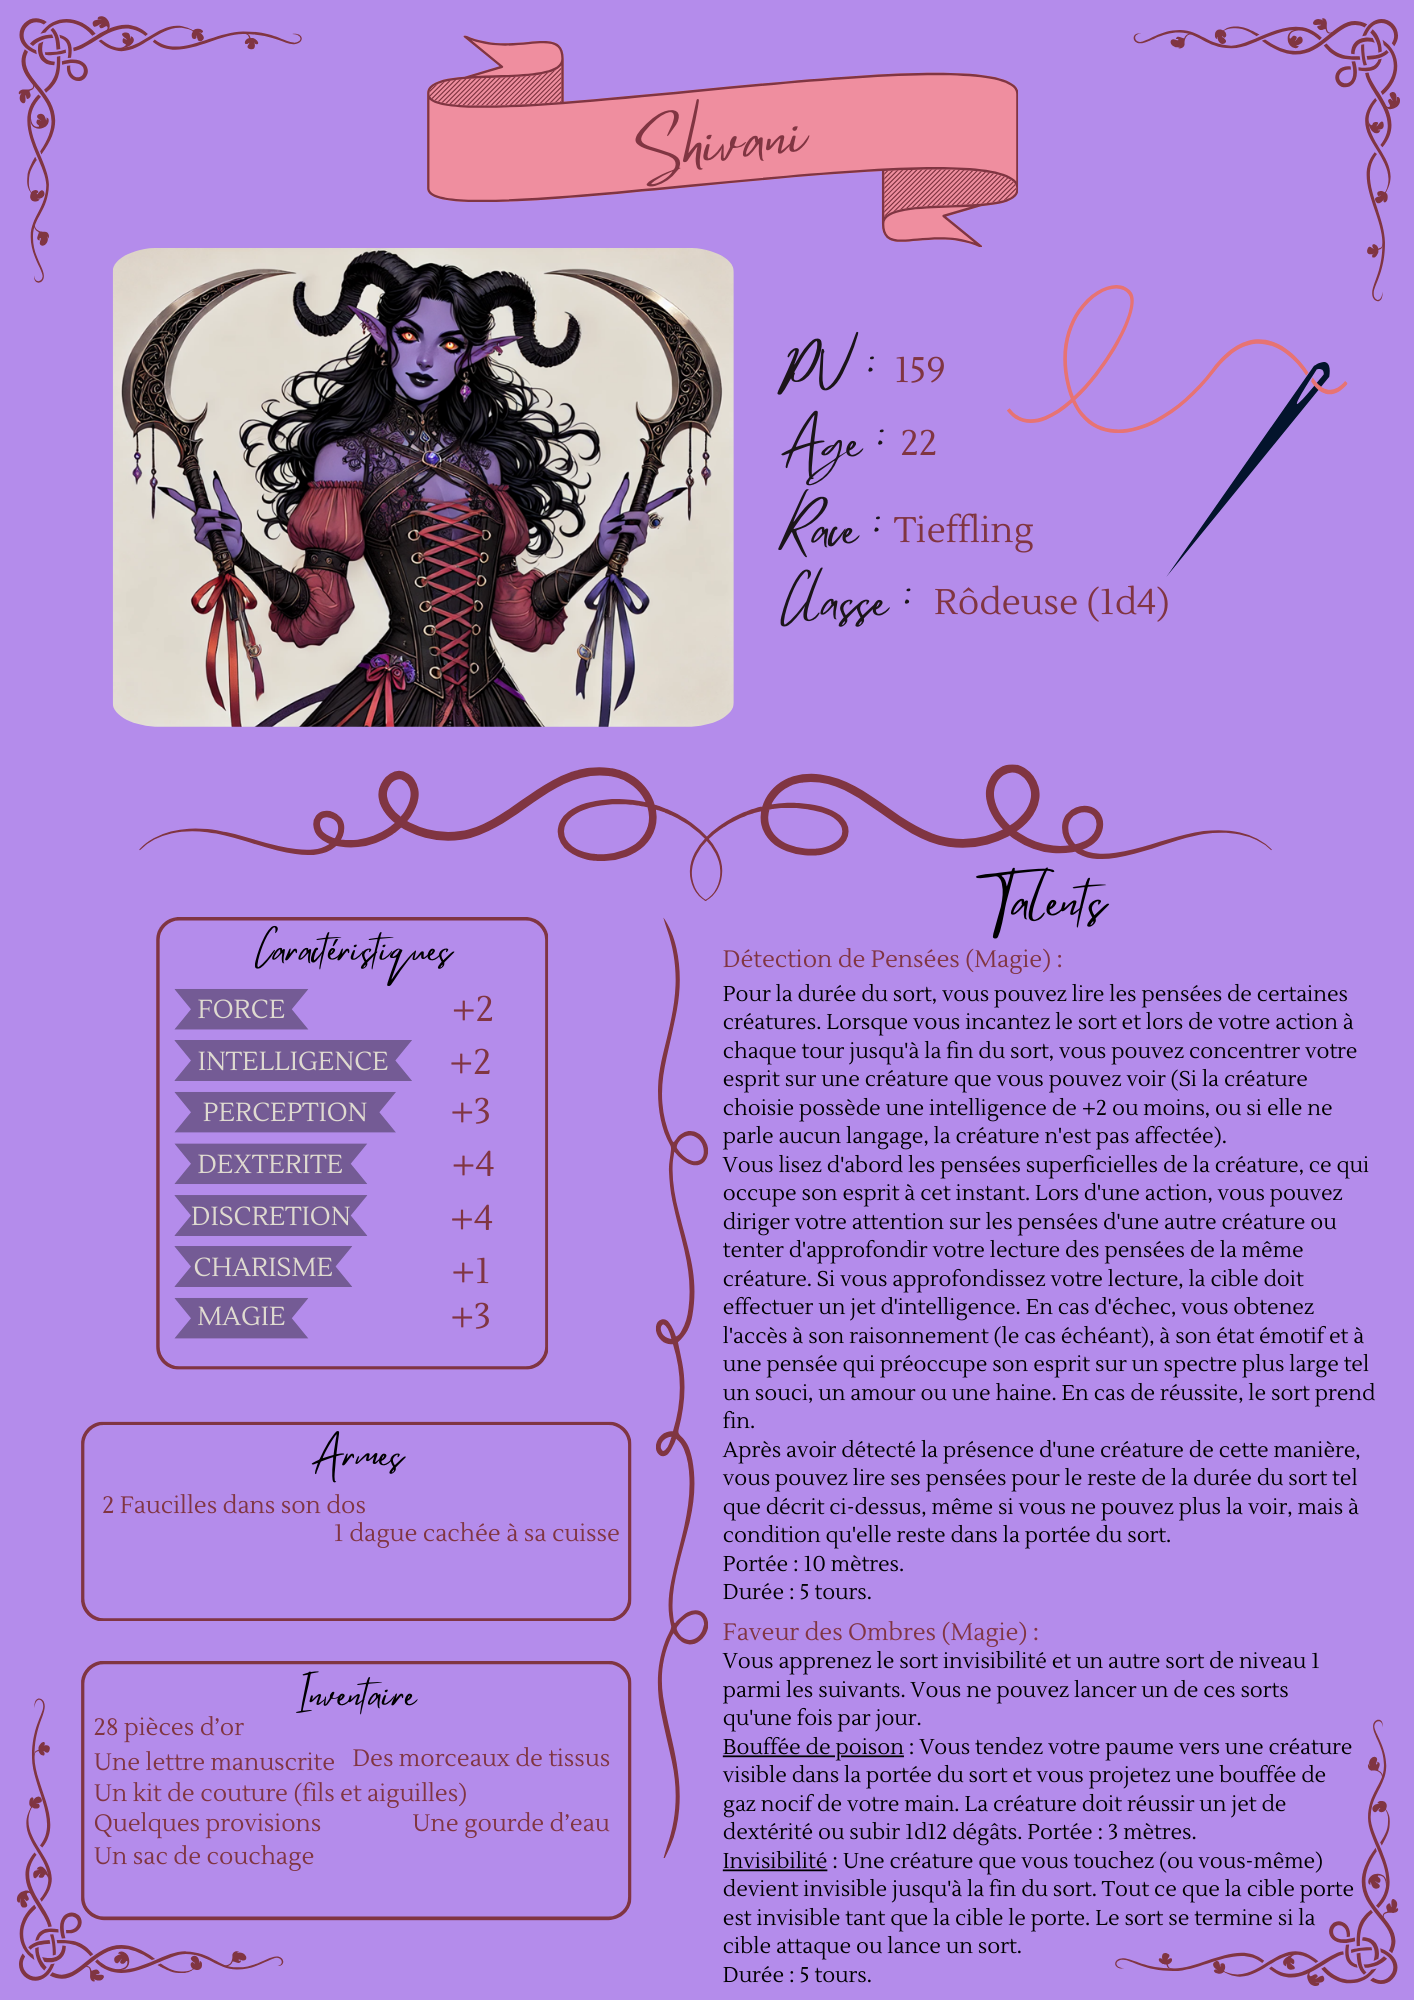 Shivani
PV : 159
Age : 22
Race : Tieffling
Classe : Rôdeuse (1d4)
Caractéristiques
FORCE +2
INTELLIGENCE +2
PERCEPTION +3
DEXTERITE +4
DISCRETION +4
CHARISME +1
MAGIE +3
Armes
2 Faucilles dans son dos
1 dague cachée à sa cuisse
Inventaire
28 pièces d’or
Une lettre manuscrite Des morceaux de tissus
Un kit de couture (fils et aiguilles)
Quelques provisions Une gourde d’eau
Un sac de couchage
Talents
Détection de Pensées (Magie) :
Pour la durée du sort, vous pouvez lire les pensées de certaines
créatures. Lorsque vous incantez le sort et lors de votre action à
chaque tour jusqu'à la fin du sort, vous pouvez concentrer votre
esprit sur une créature que vous pouvez voir (Si la créature
choisie possède une intelligence de +2 ou moins, ou si elle ne
parle aucun langage, la créature n'est pas affectée).
Vous lisez d'abord les pensées superficielles de la créature, ce qui
occupe son esprit à cet instant. Lors d'une action, vous pouvez
diriger votre attention sur les pensées d'une autre créature ou
tenter d'approfondir votre lecture des pensées de la même
créature. Si vous approfondissez votre lecture, la cible doit
effectuer un jet d'intelligence. En cas d'échec, vous obtenez
l'accès à son raisonnement (le cas échéant), à son état émotif et à
une pensée qui préoccupe son esprit sur un spectre plus large tel
un souci, un amour ou une haine. En cas de réussite, le sort prend
fin.
Après avoir détecté la présence d'une créature de cette manière,
vous pouvez lire ses pensées pour le reste de la durée du sort tel
que décrit ci-dessus, même si vous ne pouvez plus la voir, mais à
condition qu'elle reste dans la portée du sort.
Portée : 10 mètres.
Durée : 5 tours.
Faveur des Ombres (Magie) :
Vous apprenez le sort invisibilité et un autre sort de niveau 1
parmi les suivants. Vous ne pouvez lancer un de ces sorts
qu'une fois par jour.
Bouffée de poison : Vous tendez votre paume vers une créature
visible dans la portée du sort et vous projetez une bouffée de
gaz nocif de votre main. La créature doit réussir un jet de
dextérité ou subir 1d12 dégâts. Portée : 3 mètres.
Invisibilité : Une créature que vous touchez (ou vous-même)
devient invisible jusqu'à la fin du sort. Tout ce que la cible porte
est invisible tant que la cible le porte. Le sort se termine si la
cible attaque ou lance un sort.
Durée : 5 tours.